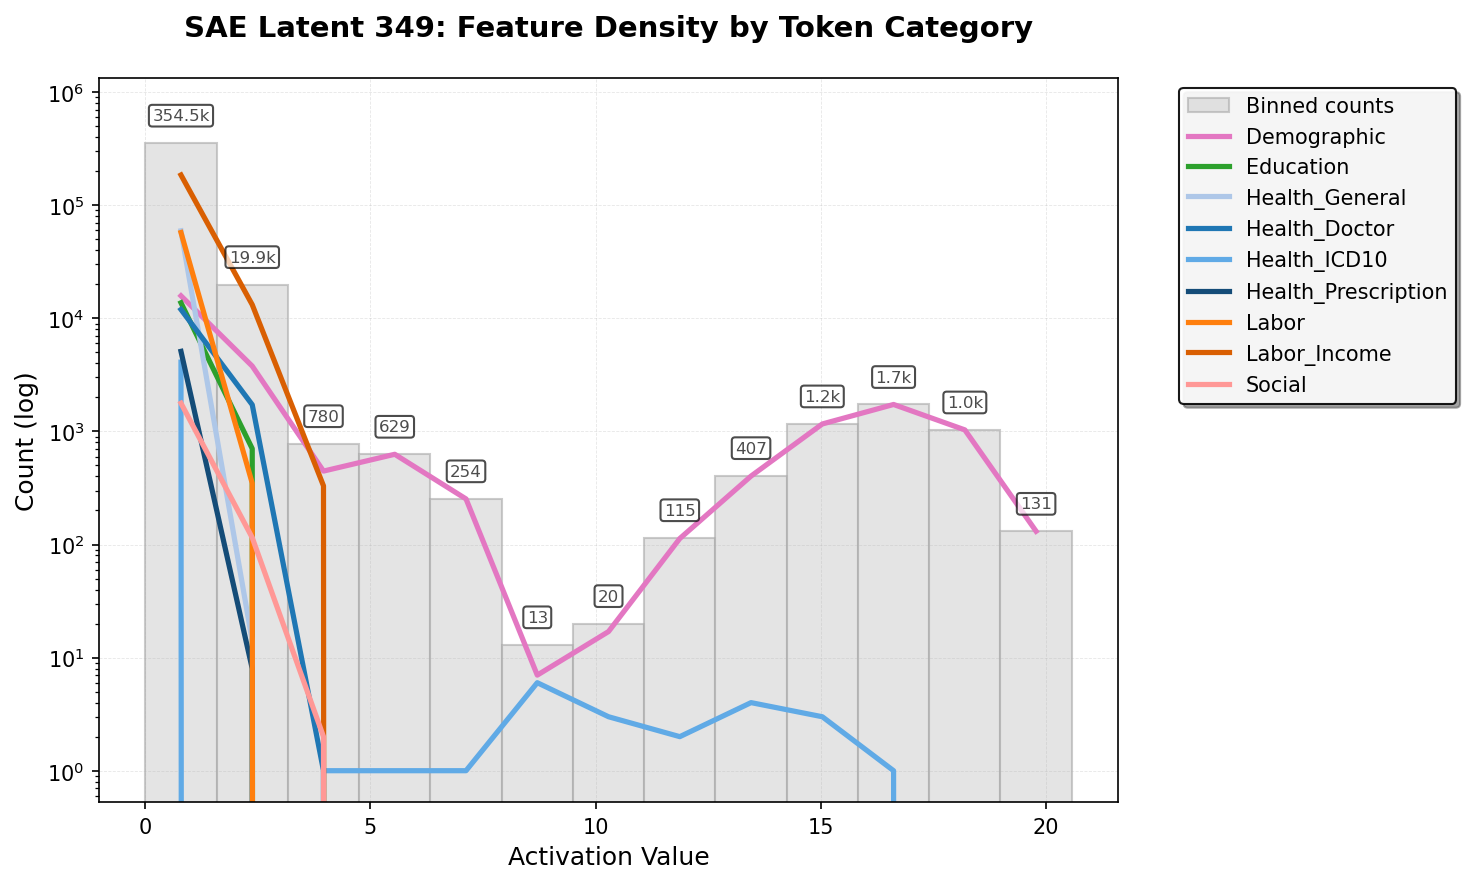 SAE Latent 349: Feature Density by Token Category
10⁶
10⁵
10⁴
10³
10²
10¹
10⁰
Count (log)
354.5k
19.9k
780
629
254
13
20
115
407
1.2k
1.7k
1.0k
131
0
5
10
15
20
Activation Value
Binned counts
Demographic
Education
Health_General
Health_Doctor
Health_ICD10
Health_Prescription
Labor
Labor_Income
Social